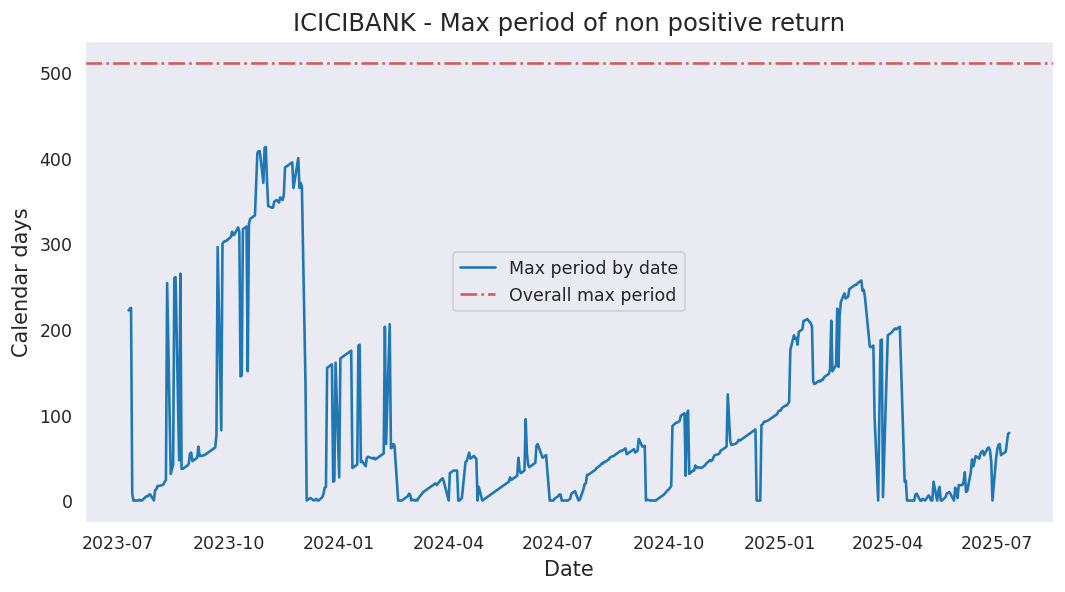 ICICIBANK - Max period of non positive return
Calendar days
500
400
300
200
100
0
Max period by date
Overall max period
2023-07 2023-10 2024-01 2024-04 2024-07 2024-10 2025-01 2025-04 2025-07
Date